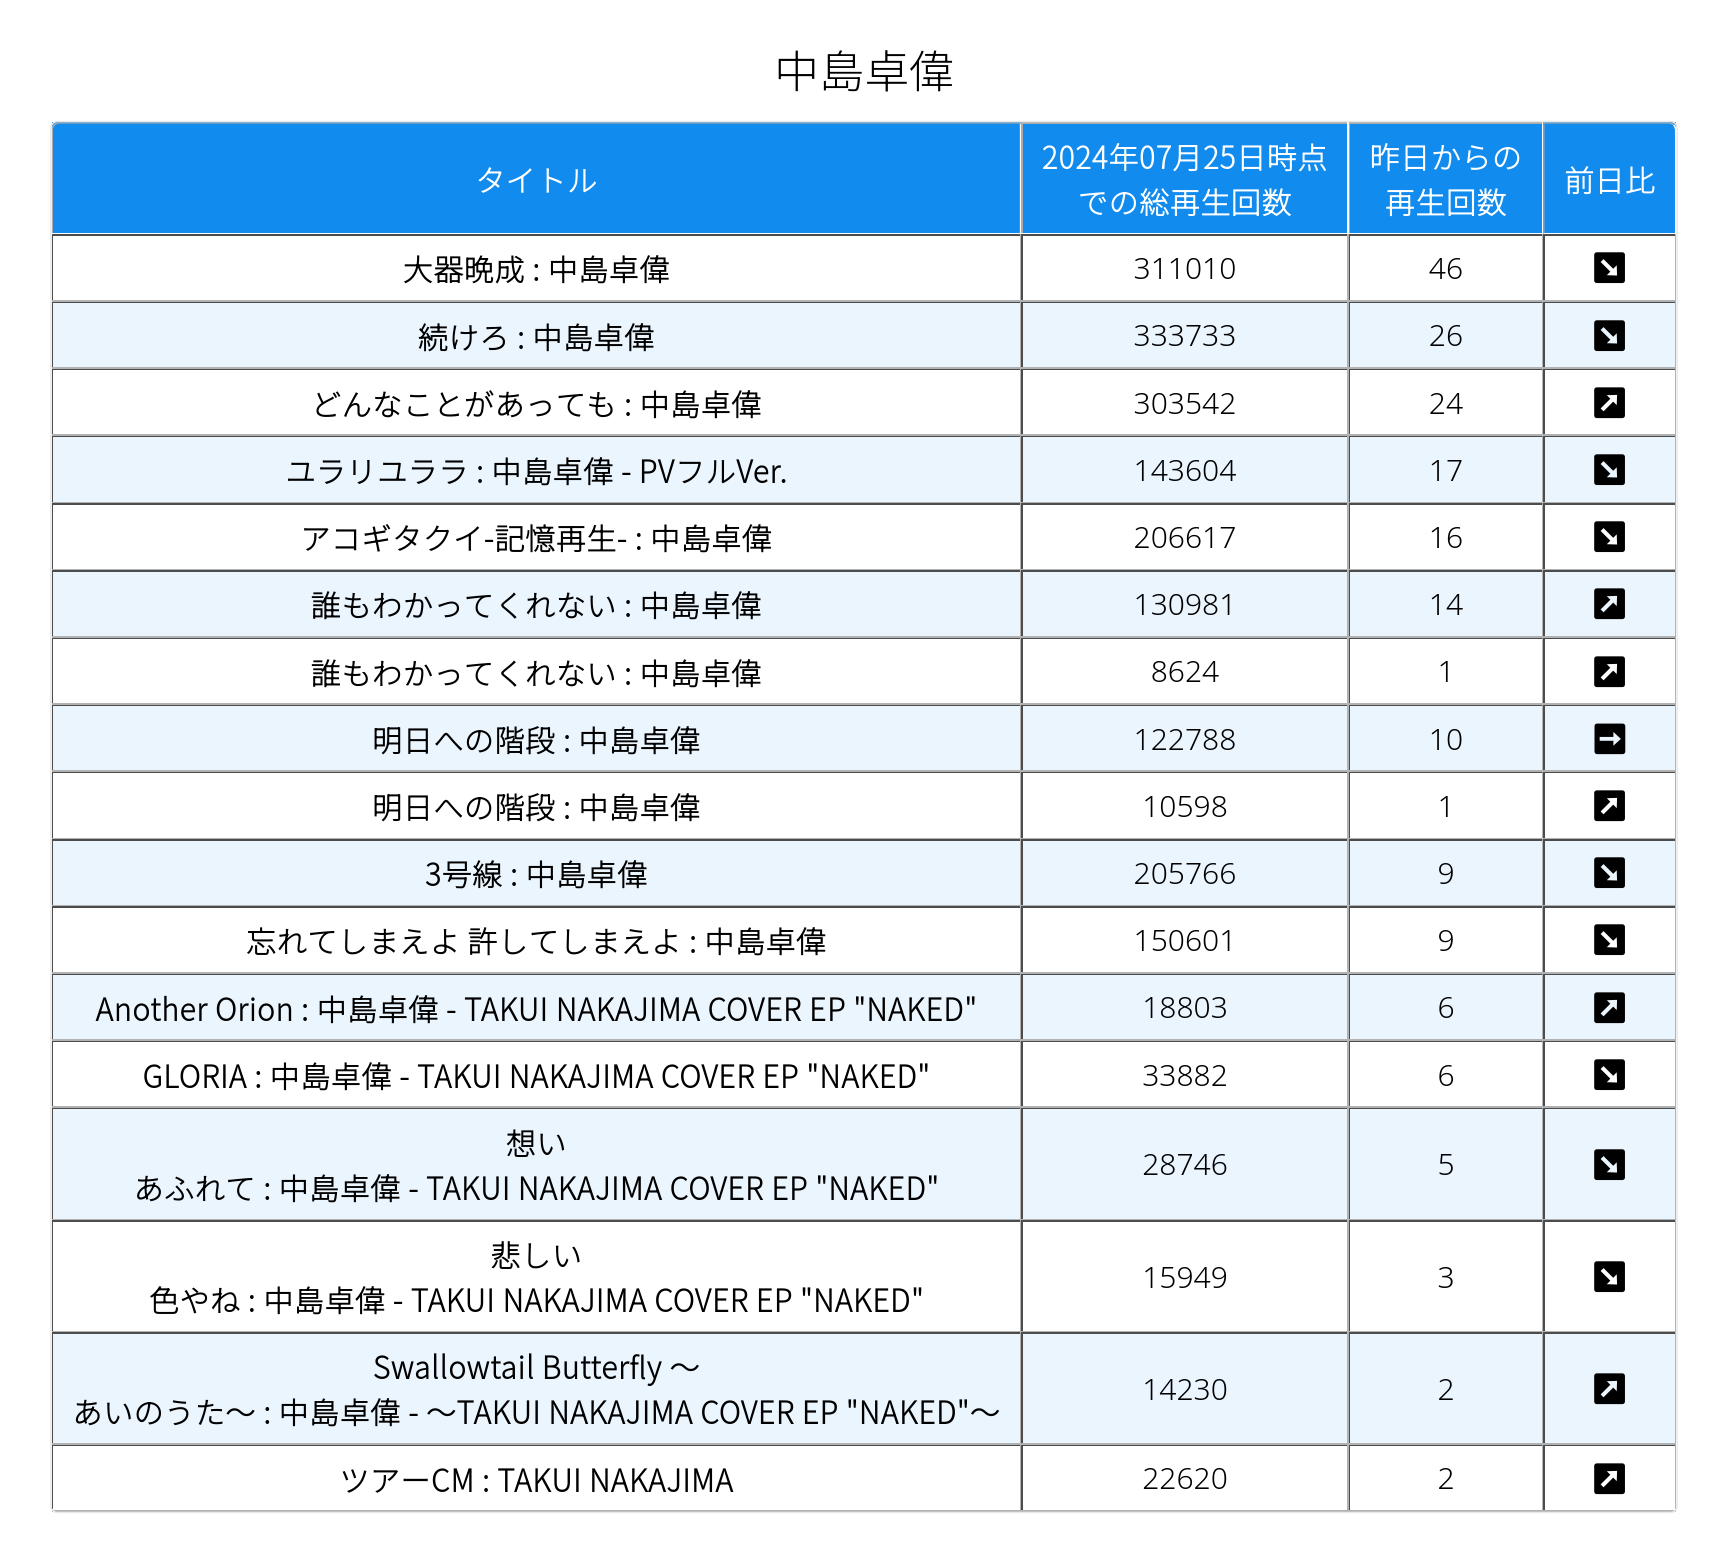 中島卓偉
タイトル
2024年07月25日時点
での総再生回数
昨日からの
再生回数
前日比
大器晩成 : 中島卓偉 311010 46
続けろ : 中島卓偉 333733 26
どんなことがあっても : 中島卓偉 303542 24
ユラリユララ : 中島卓偉 - PVフルVer. 143604 17
アコギタクイ-記憶再生- : 中島卓偉 206617 16
誰もわかってくれない : 中島卓偉 130981 14
誰もわかってくれない : 中島卓偉 8624 1
明日への階段 : 中島卓偉 122788 10
明日への階段 : 中島卓偉 10598 1
3号線 : 中島卓偉 205766 9
忘れてしまえよ 許してしまえよ : 中島卓偉 150601 9
Another Orion : 中島卓偉 - TAKUI NAKAJIMA COVER EP "NAKED" 18803 6
GLORIA : 中島卓偉 - TAKUI NAKAJIMA COVER EP "NAKED" 33882 6
想い
あふれて : 中島卓偉 - TAKUI NAKAJIMA COVER EP "NAKED" 28746 5
悲しい
色やね : 中島卓偉 - TAKUI NAKAJIMA COVER EP "NAKED" 15949 3
Swallowtail Butterfly ～
あいのうた～ : 中島卓偉 - ～TAKUI NAKAJIMA COVER EP "NAKED"～ 14230 2
ツアーCM : TAKUI NAKAJIMA 22620 2